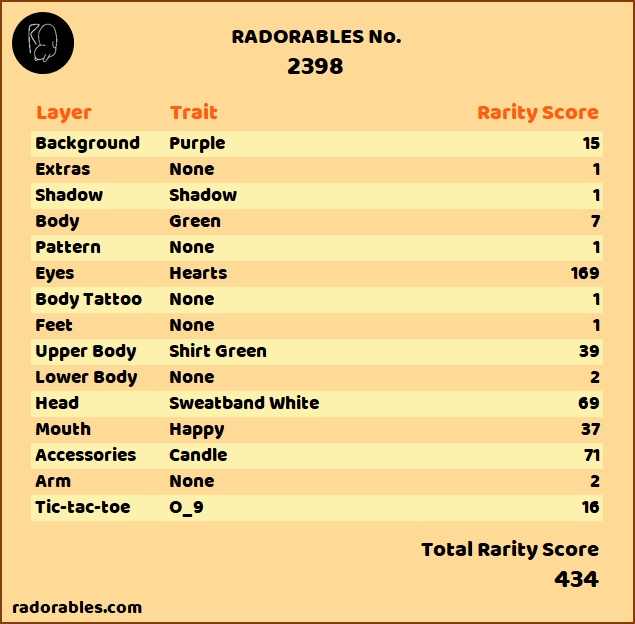 RADORABLES No.
2398
Layer Trait Rarity Score
Background Purple 15
Extras None 1
Shadow Shadow 1
Body Green 7
Pattern None 1
Eyes Hearts 169
Body Tattoo None 1
Feet None 1
Upper Body Shirt Green 39
Lower Body None 2
Head Sweatband White 69
Mouth Happy 37
Accessories Candle 71
Arm None 2
Tic-tac-toe O_9 16
Total Rarity Score
434
radorables.com